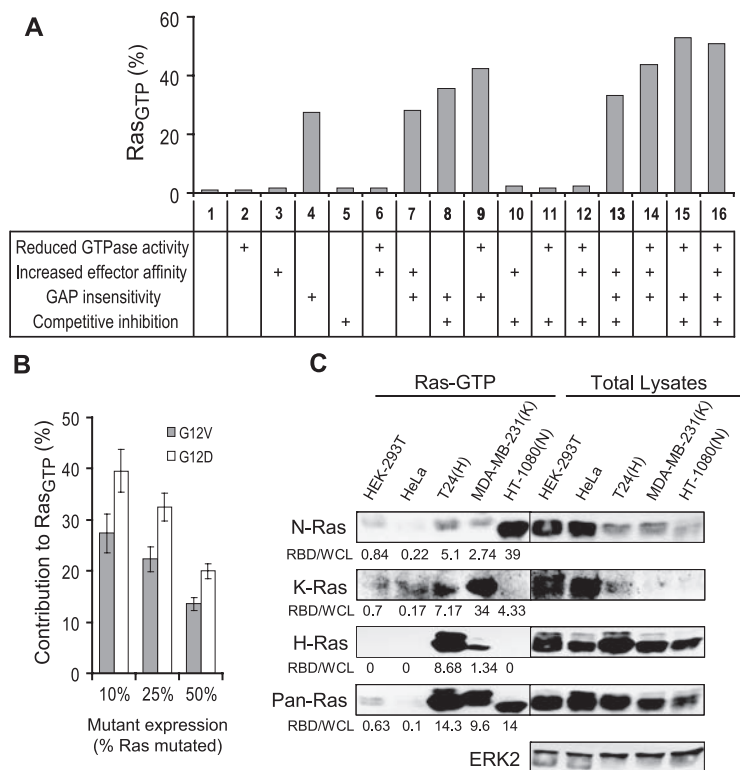 A
Ras_GTP (%)
60
40
20
0
1 2 3 4 5 6 7 8 9 10 11 12 13 14 15 16
Reduced GTPase activity + + + + + + + +
Increased effector affinity + + + + + + + +
GAP insensitivity + + + + + + + +
Competitive inhibition + + + + + + + +
B
Contribution to Ras_GTP (%)
50
40
30
20
10
0
G12V
G12D
10% 25% 50%
Mutant expression
(% Ras mutated)
C
Ras-GTP Total Lysates
HEK-293T HeLa T24(H) MDA-MB-231(K) HT-1080(N) HEK-293T HeLa T24(H) MDA-MB-231(K) HT-1080(N)
N-Ras
RBD/WCL 0.84 0.22 5.1 2.74 39
K-Ras
RBD/WCL 0.7 0.17 7.17 34 4.33
H-Ras
RBD/WCL 0 0 8.68 1.34 0
Pan-Ras
RBD/WCL 0.63 0.1 14.3 9.6 14
ERK2